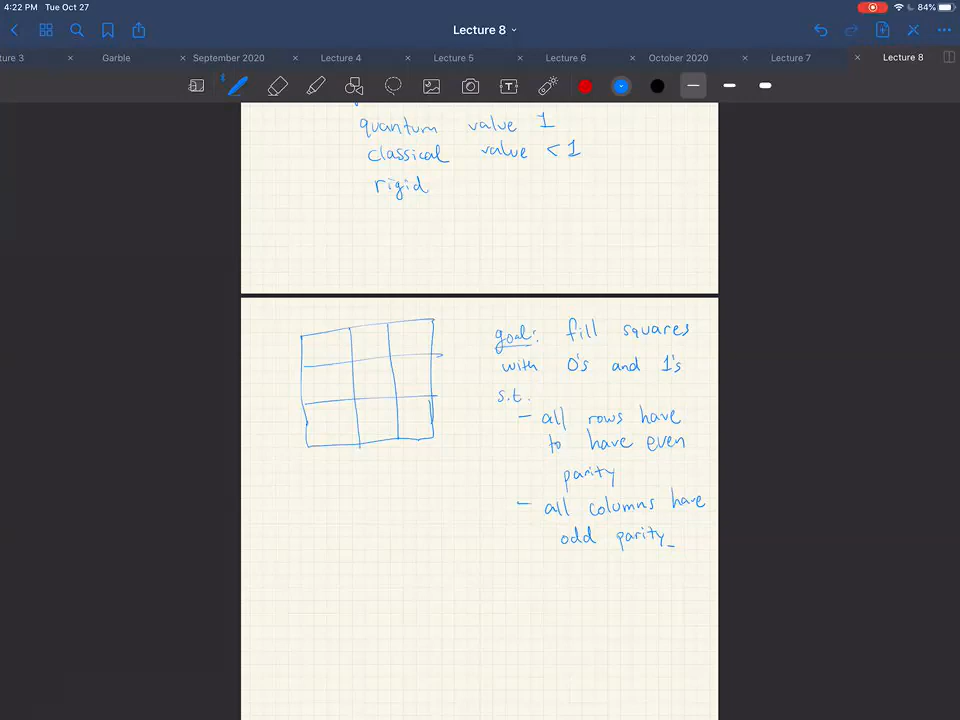 4:22 PM Tue Oct 27
84%
Lecture 8
ure 3
Garble
September 2020
Lecture 4
Lecture 5
Lecture 6
October 2020
Lecture 7
Lecture 8
T
quantum value 1
classical value < 1
rigid
goal: fill squares
with 0's and 1's
s.t.
- all rows have
to have even
parity
- all columns have
odd parity